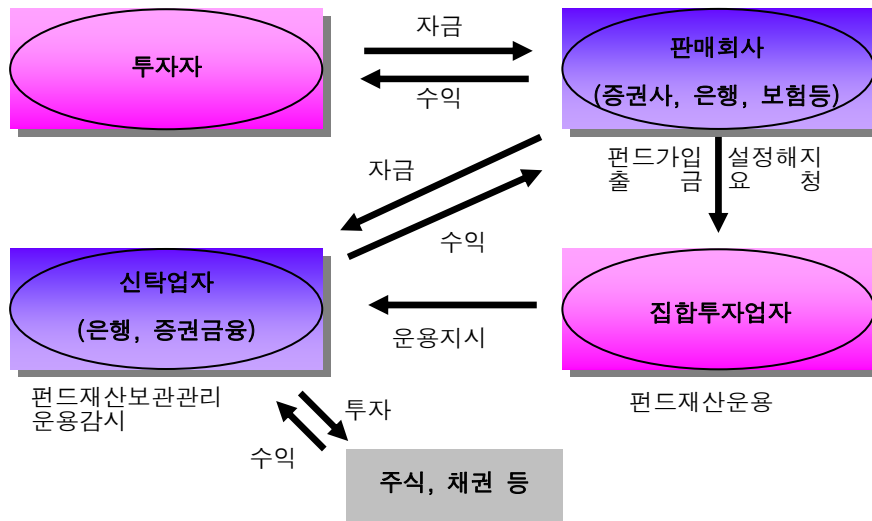 투자자
자금
수익
판매회사
(증권사, 은행, 보험등)
자금
수익
펀드가입 설정해지
출 금 요 청
신탁업자
(은행, 증권금융)
운용지시
집합투자업자
펀드재산보관관리
운용감시
투자
수익
펀드재산운용
주식, 채권 등